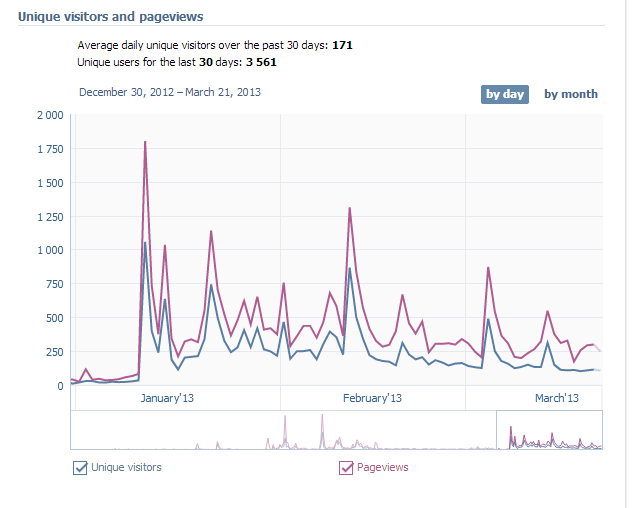 Unique visitors and pageviews
Average daily unique visitors over the past 30 days: 171
Unique users for the last 30 days: 3 561
December 30, 2012 – March 21, 2013
by day by month
2 000
1 750
1 500
1 250
1 000
750
500
250
0
January'13 February'13 March'13
Unique visitors Pageviews